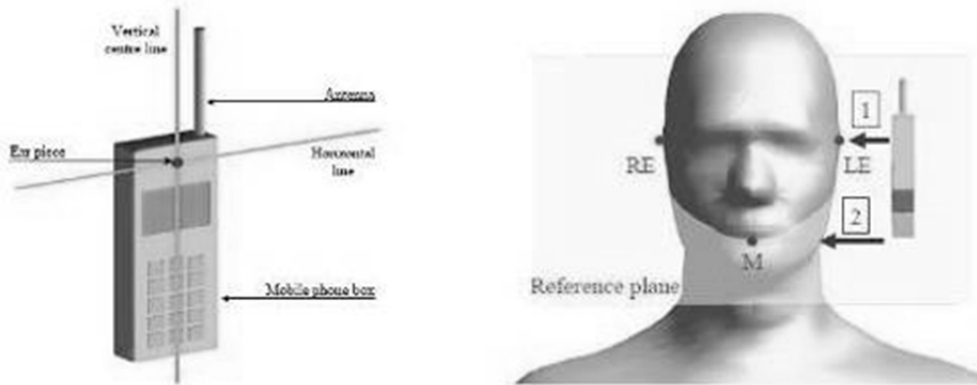 Vertical
centre line
Antenna
Ear piece
Horizontal
line
Mobile phone box
1
RE
LE
2
M
Reference plane